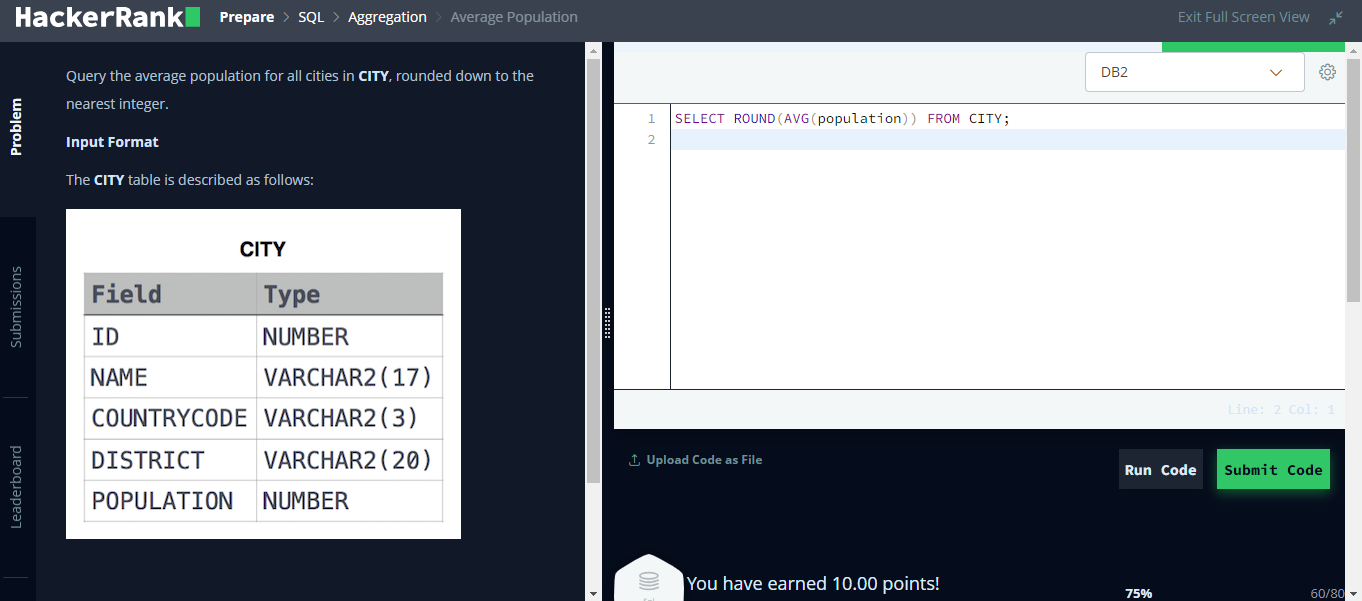 HackerRank
Prepare > SQL > Aggregation > Average Population
Exit Full Screen View
Problem
Submissions
Leaderboard
Query the average population for all cities in CITY, rounded down to the
nearest integer.
Input Format
The CITY table is described as follows:
CITY
Field Type
ID NUMBER
NAME VARCHAR2(17)
COUNTRYCODE VARCHAR2(3)
DISTRICT VARCHAR2(20)
POPULATION NUMBER
DB2
1 SELECT ROUND(AVG(population)) FROM CITY;
2
Line: 2 Col: 1
Upload Code as File
Run Code
Submit Code
You have earned 10.00 points!
75%
60/80